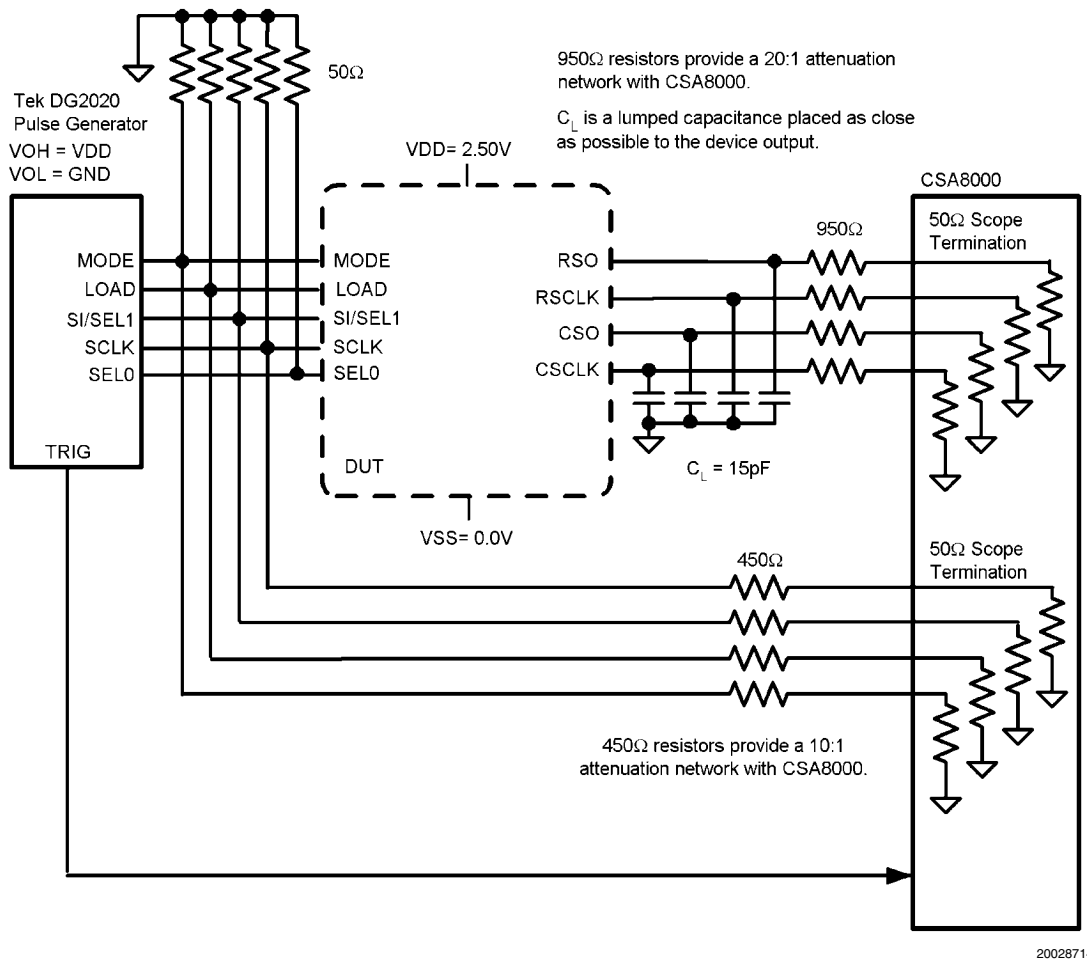 50Ω
950Ω resistors provide a 20:1 attenuation
network with CSA8000.
C_L is a lumped capacitance placed as close
as possible to the device output.
Tek DG2020
Pulse Generator
VOH = VDD
VOL = GND
VDD= 2.50V
CSA8000
50Ω Scope
Termination
950Ω
MODE
LOAD
SI/SEL1
SCLK
SEL0
TRIG
MODE
LOAD
SI/SEL1
SCLK
SEL0
DUT
RSO
RSCLK
CSO
CSCLK
C_L = 15pF
VSS= 0.0V
450Ω
50Ω Scope
Termination
450Ω resistors provide a 10:1
attenuation network with CSA8000.
2002871